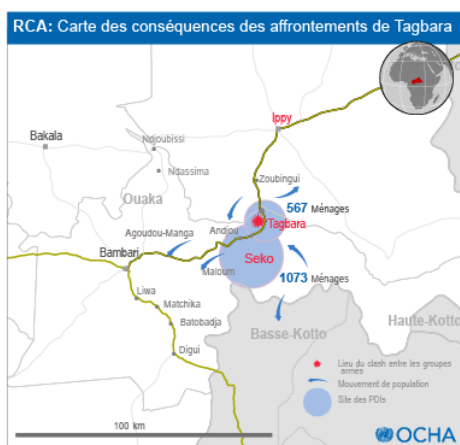 RCA: Carte des conséquences des affrontements de Tagbara
Ippy
Bakala
Ndjoubissi
Ndassima
Zoubingui
Ouaka
567 Ménages
Tagbara
Andjou
Agoudou-Manga
Seko
Bambari
Maloum
1073 Ménages
Liwa
Matchika
Batobadja
Haute-Kotto
Basse-Kotto
Digui
Lieu du clash entre les groupes
armes
Mouvement de population
Site des PDIs
100 km
OCHA